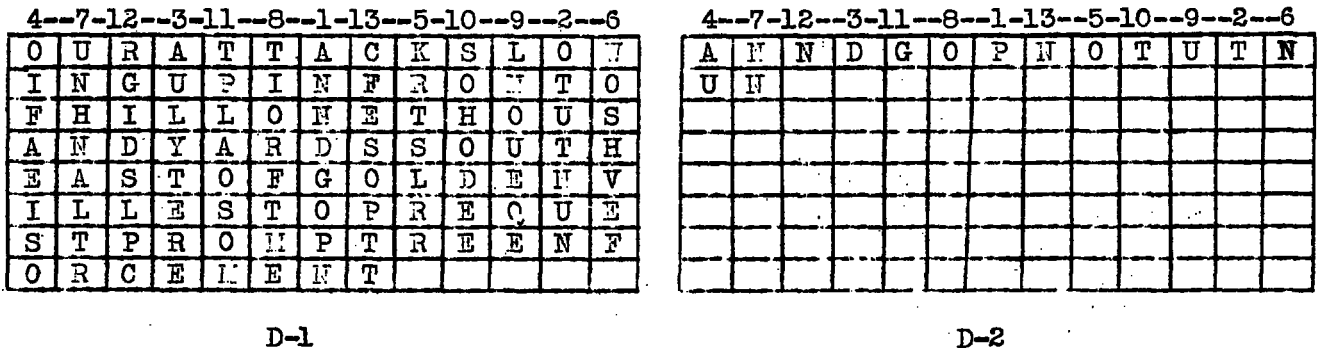 4--7-12--3-11--8--1-13--5-10--9--2--6
O U R A T T A C K S L O W
I N G U P I N F R O N T O
F H I L L O N E T H O U S
A N D Y A R D S S O U T H
E A S T O F G O L D E N V
I L L E S T O P R E Q U E
S T P R O M P T R E E N F
O R C E M E N T
D-1
4--7-12--3-11--8--1-13--5-10--9--2--6
A N N D G O P N O T U T N
U N
D-2